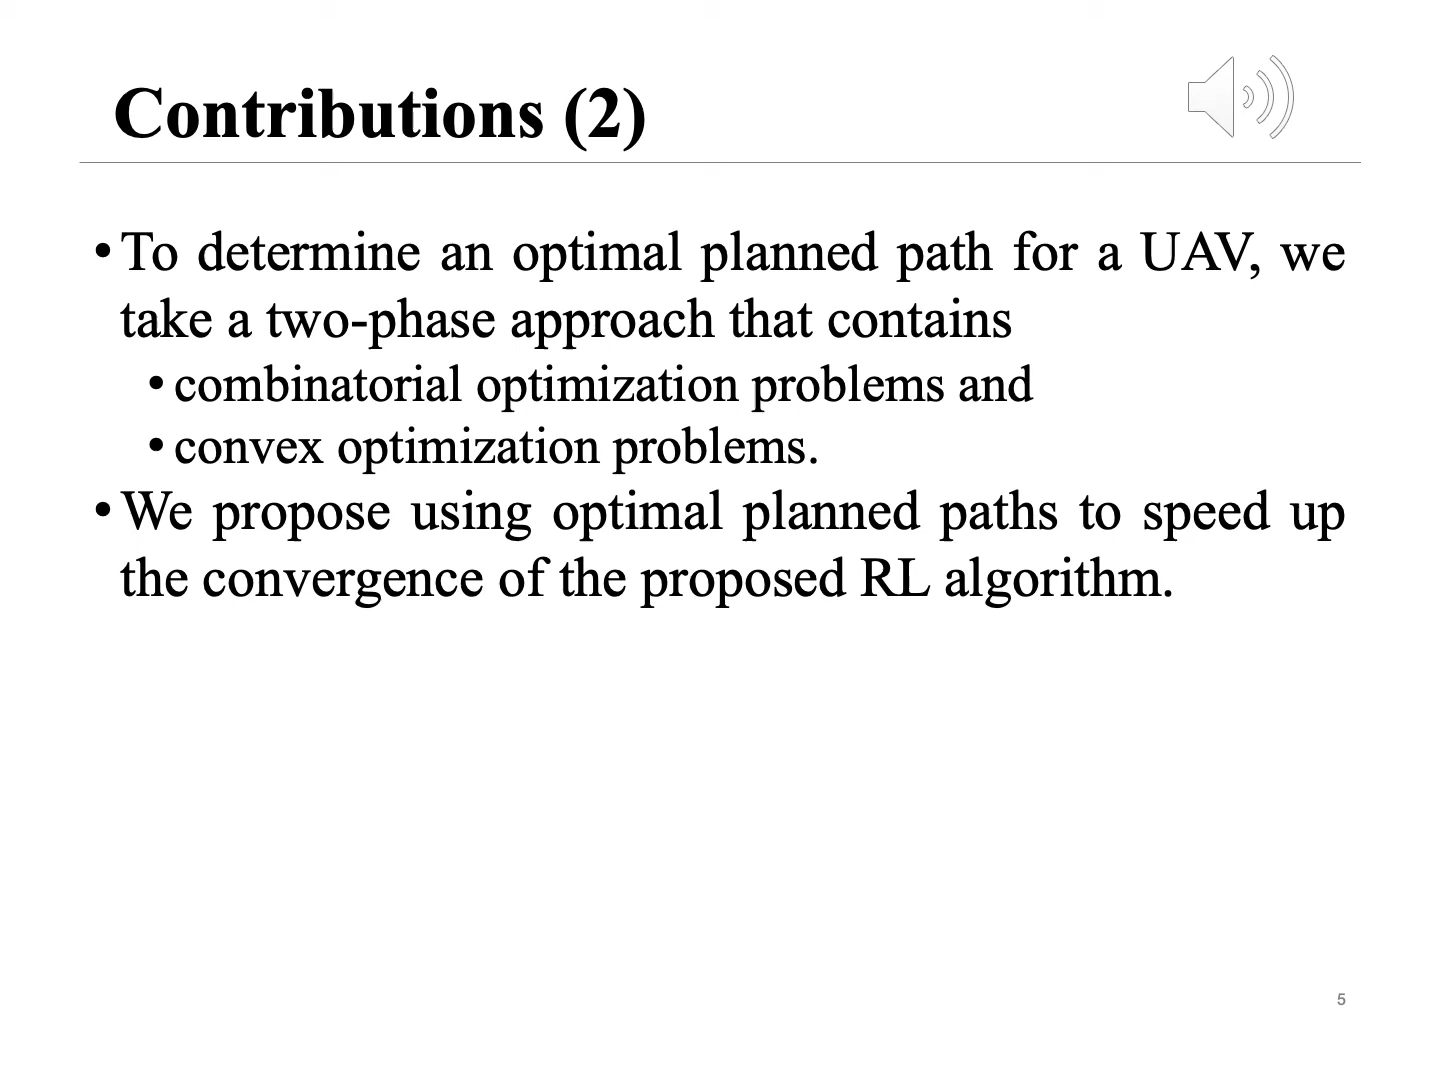 Contributions (2)
• To determine an optimal planned path for a UAV, we
take a two-phase approach that contains
• combinatorial optimization problems and
• convex optimization problems.
• We propose using optimal planned paths to speed up
the convergence of the proposed RL algorithm.
5